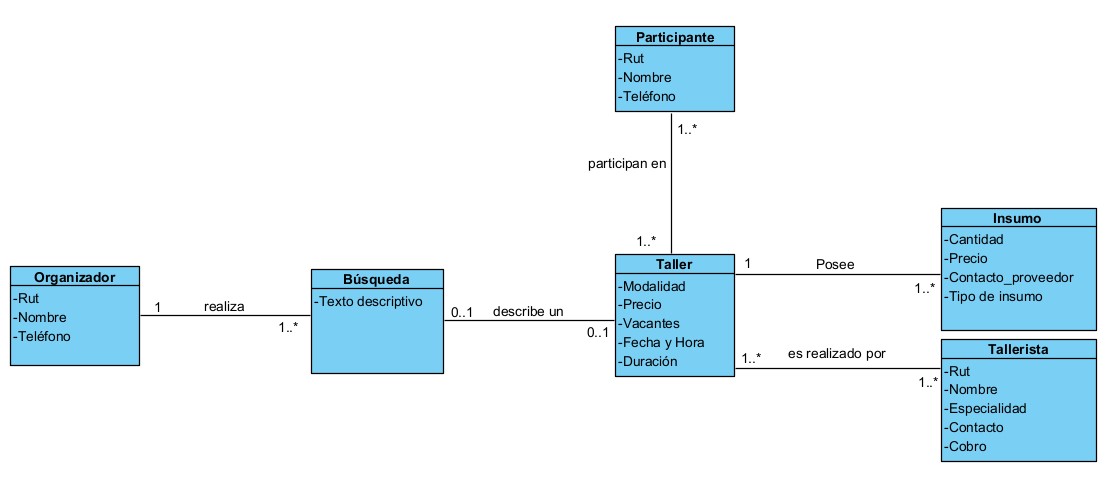 Participante
-Rut
-Nombre
-Teléfono
1..*
participan en
1..*
Organizador
-Rut
-Nombre
-Teléfono
1
realiza
1..*
Búsqueda
-Texto descriptivo
0..1
describe un
0..1
Taller
-Modalidad
-Precio
-Vacantes
-Fecha y Hora
-Duración
1
Posee
1..*
Insumo
-Cantidad
-Precio
-Contacto_proveedor
-Tipo de insumo
1..*
es realizado por
1..*
Tallerista
-Rut
-Nombre
-Especialidad
-Contacto
-Cobro